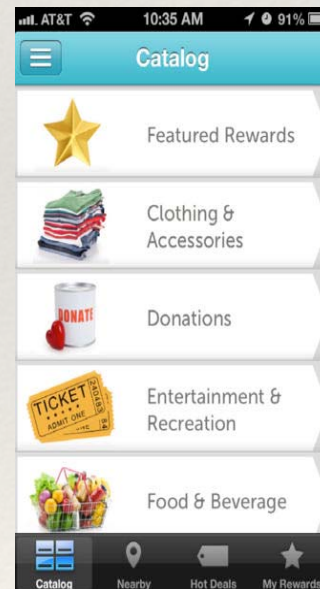 AT&T 10:35 AM 91%
Catalog
Featured Rewards
Clothing &
Accessories
DONATE
Donations
TICKET
ADMIT ONE
Entertainment &
Recreation
Food & Beverage
Catalog Nearby Hot Deals My Rewards